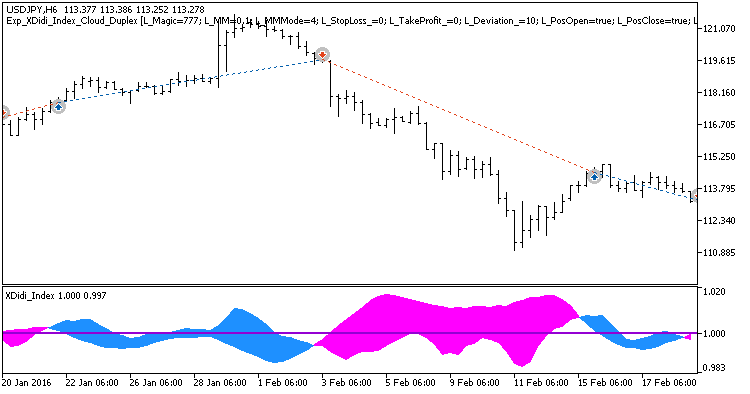 USDJPY,H6 113.377 113.386 113.252 113.278
Exp_XDidi_Index_Cloud_Duplex [L_Magic=777; L_MM=0,1; L_MMMode=4; L_StopLoss_=0; L_TakeProfit_=0; L_Deviation_=10; L_PosOpen=true; L_PosClose=true; L
121.070
119.615
118.160
116.705
115.250
113.795
112.340
110.885
XDidi_Index 1.000 0.997
1.020
1.000
0.983
20 Jan 2016 22 Jan 06:00 26 Jan 06:00 28 Jan 06:00 1 Feb 06:00 3 Feb 06:00 5 Feb 06:00 9 Feb 06:00 11 Feb 06:00 15 Feb 06:00 17 Feb 06:00